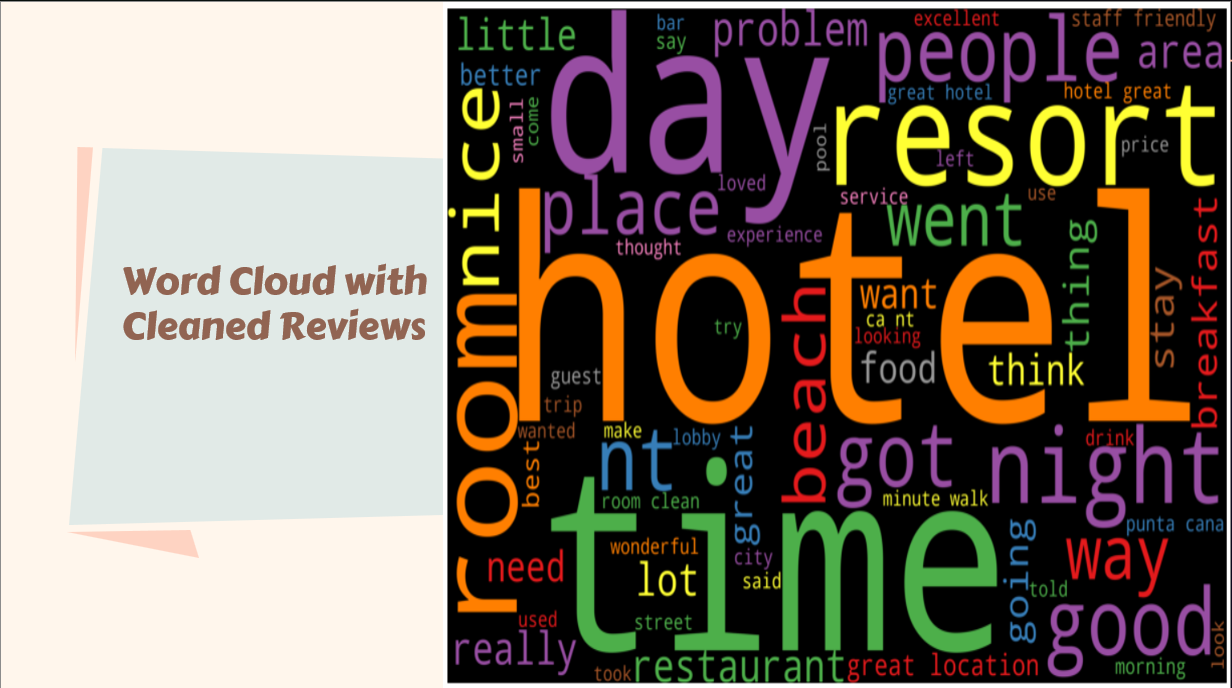 Word Cloud with
Cleaned Reviews
little
bar
say
problem
excellent
staff friendly
people
area
better
day
great hotel
hotel great
nice
small
come
resort
pool
left
price
loved
place
service
use
went
thought
experience
hotel
thing
stay
breakfast
want
ca nt
looking
try
beach
food
think
guest
trip
room
wanted
make
lobby
drink
best
nt
great
got
night
room clean
minute walk
time
punta cana
wonderful
city
going
way
need
lot
said
told
used
street
good
look
really
took
restaurant
great location
morning